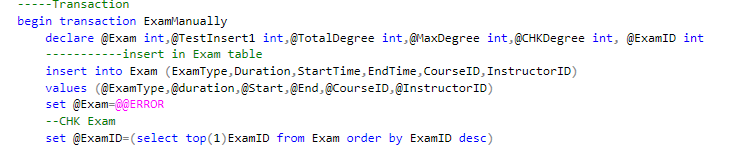 -----Transaction
begin transaction ExamManually
declare @Exam int,@TestInsert1 int,@TotalDegree int,@MaxDegree int,@CHKDegree int, @ExamID int
-----------insert in Exam table
insert into Exam (ExamType,Duration,StartTime,EndTime,CourseID,InstructorID)
values (@ExamType,@duration,@Start,@End,@CourseID,@InstructorID)
set @Exam=@@ERROR
--CHK Exam
set @ExamID=(select top(1)ExamID from Exam order by ExamID desc)